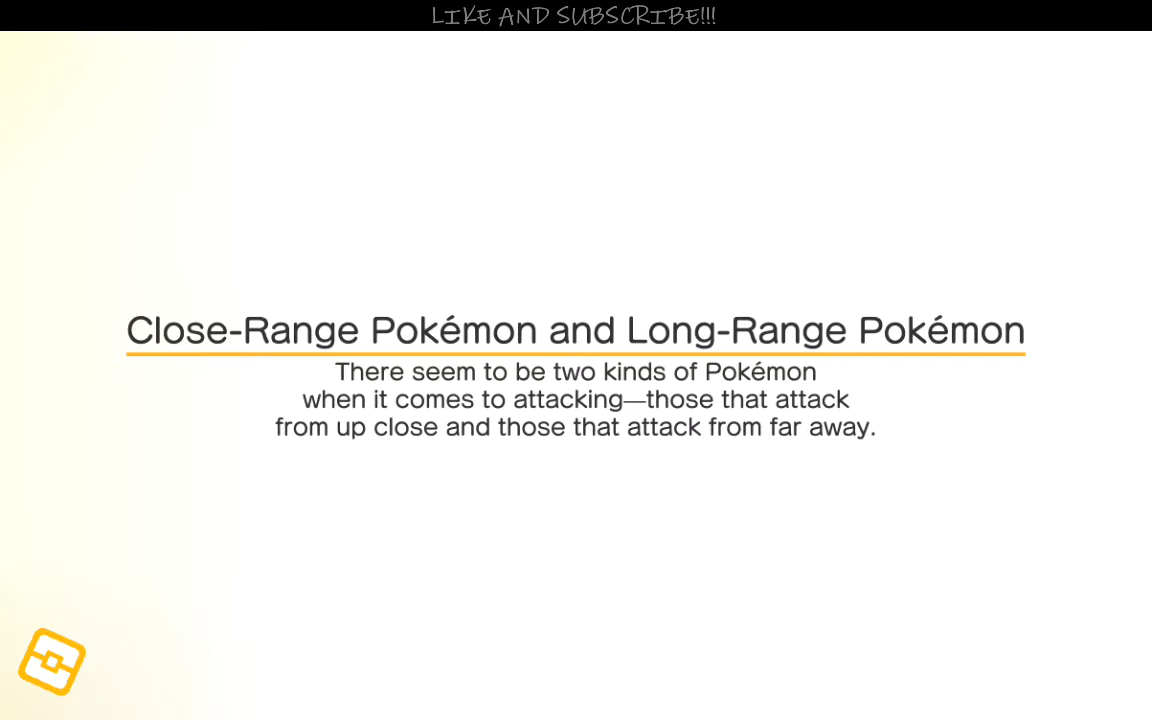 LIKE AND SUBSCRIBE!!!
Close-Range Pokémon and Long-Range Pokémon
There seem to be two kinds of Pokémon
when it comes to attacking—those that attack
from up close and those that attack from far away.